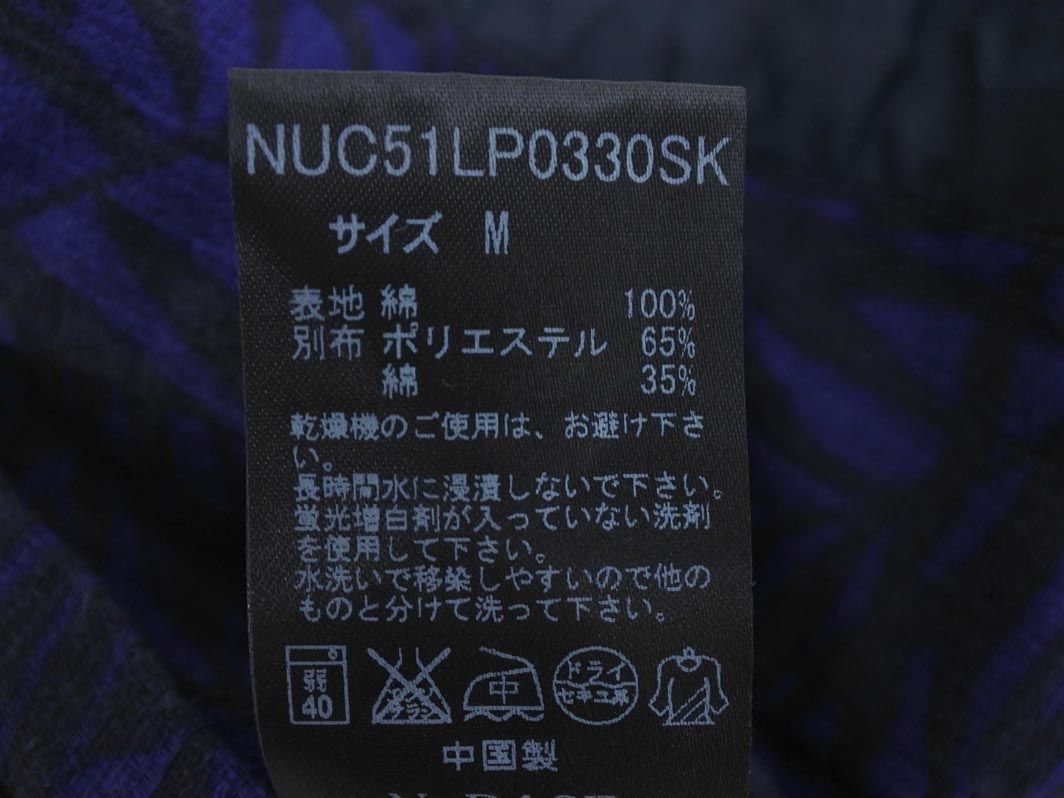 NUC51LP0330SK
サイズ M
表地 綿 100%
別布 ポリエステル 65%
綿 35%
乾燥機のご使用は、お避け下さ
い。
長時間水に浸漬しないで下さい。
蛍光増白剤が入っていない洗剤
を使用して下さい。
水洗いで移染しやすいので他の
ものと分けて洗って下さい。
弱 40 中 ドライ セキユ系
中国製